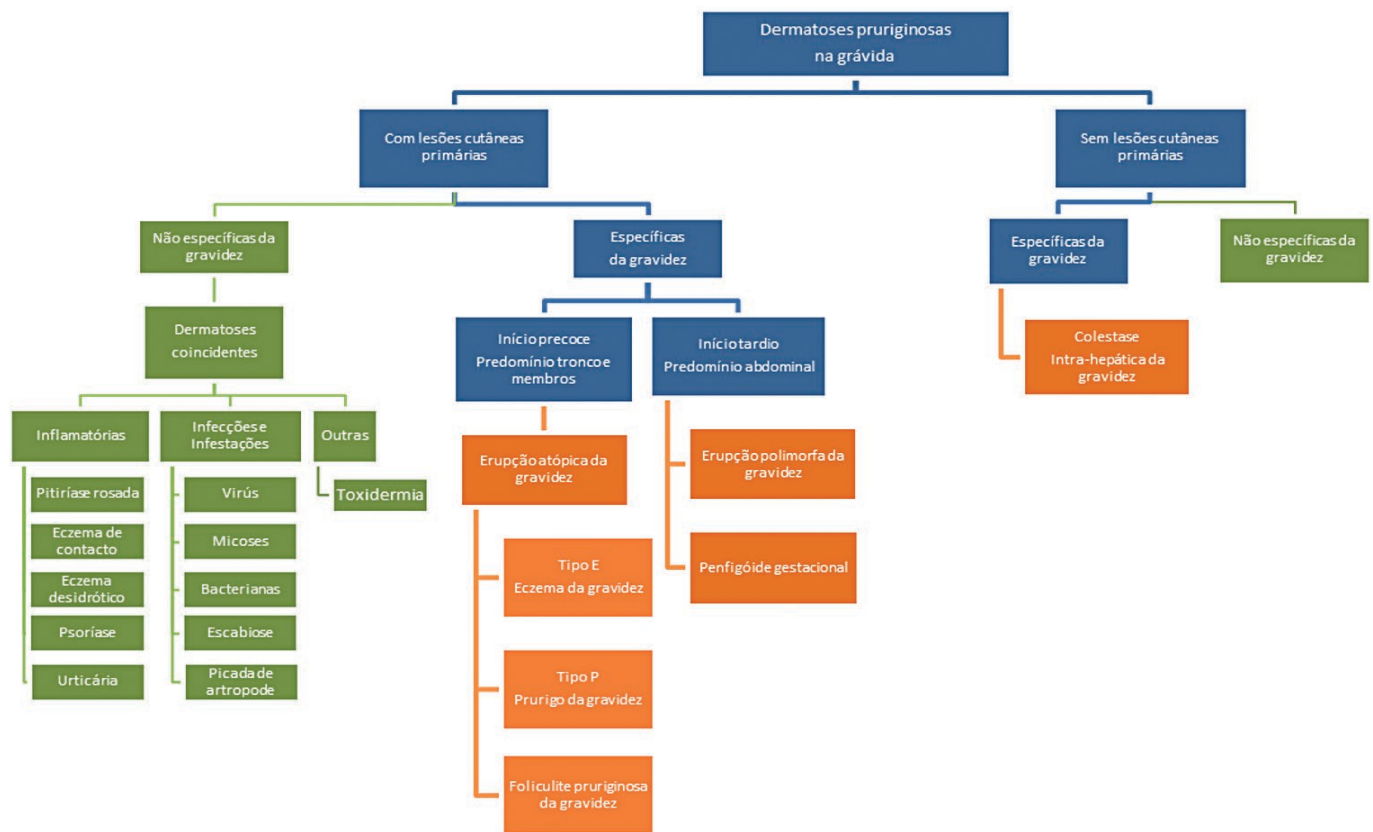 Dermatoses pruriginosas
na grávida
Com lesões cutâneas
primárias
Sem lesões cutâneas
primárias
Não específicas da
gravidez
Específicas
da gravidez
Específicas da
gravidez
Não específicas da
gravidez
Dermatoses
coincidentes
Início precoce
Predomínio tronco e
membros
Início tardio
Predomínio abdominal
Colestase
Intra-hepática da
gravidez
Inflamatórias
Infecções e
Infestações
Outras
Pitiríase rosada
Eczema de
contacto
Eczema
desidrótico
Psoríase
Urticária
Virús
Micoses
Bacterianas
Escabiose
Picada de
artropode
Toxidermia
Erupção atópica da
gravidez
Tipo E
Eczema da gravidez
Tipo P
Prurigo da gravidez
Foliculite pruriginosa
da gravidez
Erupção polimorfa da
gravidez
Penfigóide gestacional